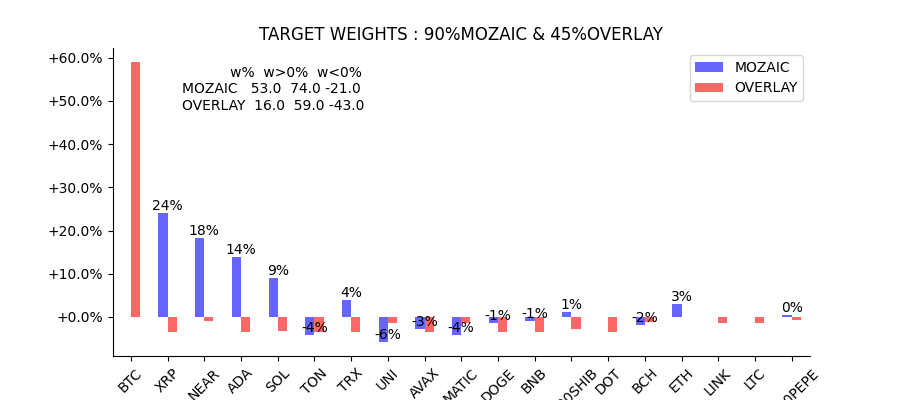 TARGET WEIGHTS : 90%MOZAIC & 45%OVERLAY
+60.0%
+50.0%
+40.0%
+30.0%
+20.0%
+10.0%
+0.0%
w% w>0% w<0%
MOZAIC 53.0 74.0 -21.0
OVERLAY 16.0 59.0 -43.0
MOZAIC
OVERLAY
24%
18%
14%
9%
-4%
4%
-6%
-3%
-4%
-1%
-1%
1%
-2%
3%
0%
BTC
XRP
NEAR
ADA
SOL
TON
TRX
UNI
AVAX
MATIC
DOGE
BNB
0SHIB
DOT
BCH
ETH
LINK
LTC
0PEPE